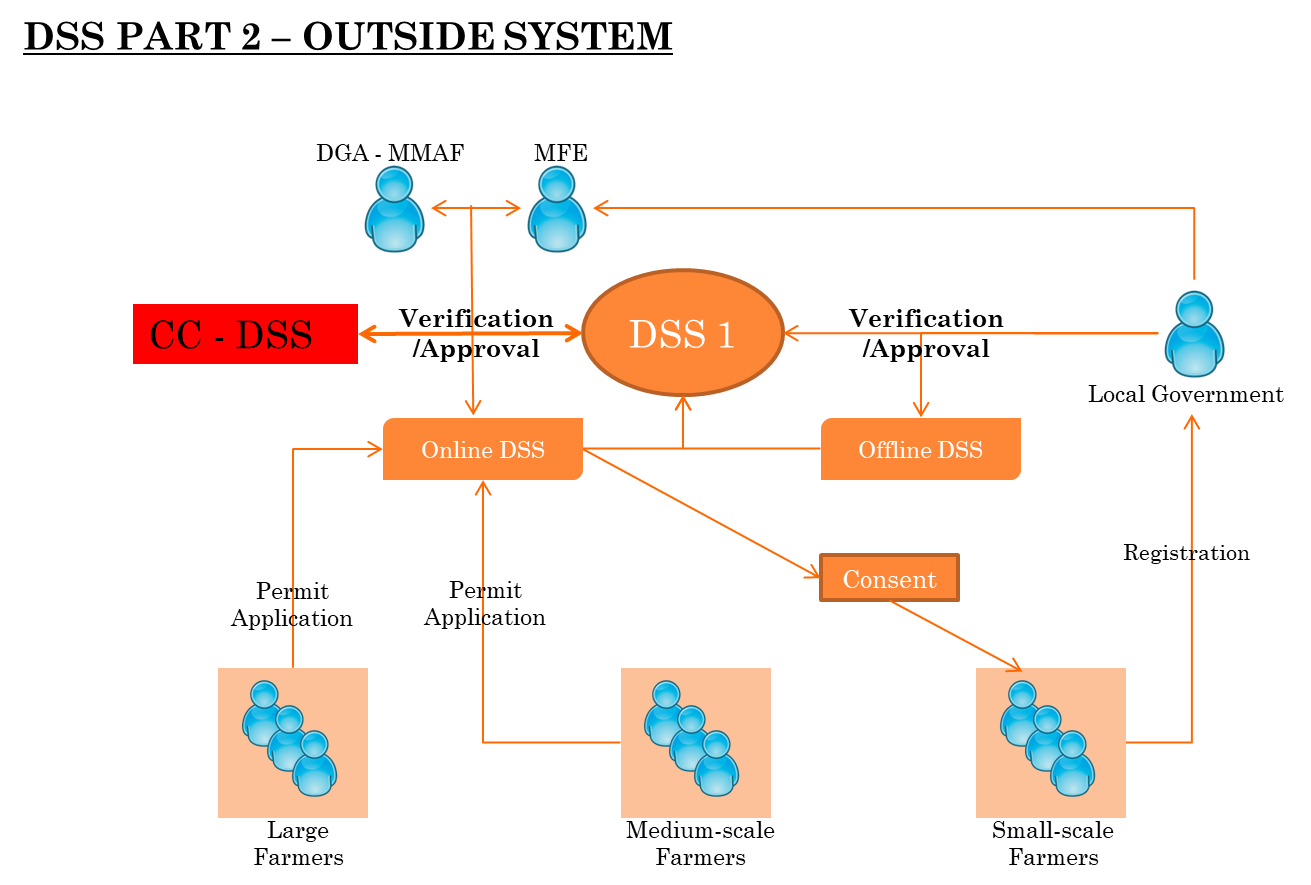 DSS PART 2 – OUTSIDE SYSTEM
DGA - MMAF
MFE
CC - DSS
Verification
/Approval
DSS 1
Verification
/Approval
Local Government
Online DSS
Offline DSS
Consent
Registration
Permit
Application
Permit
Application
Large
Farmers
Medium-scale
Farmers
Small-scale
Farmers